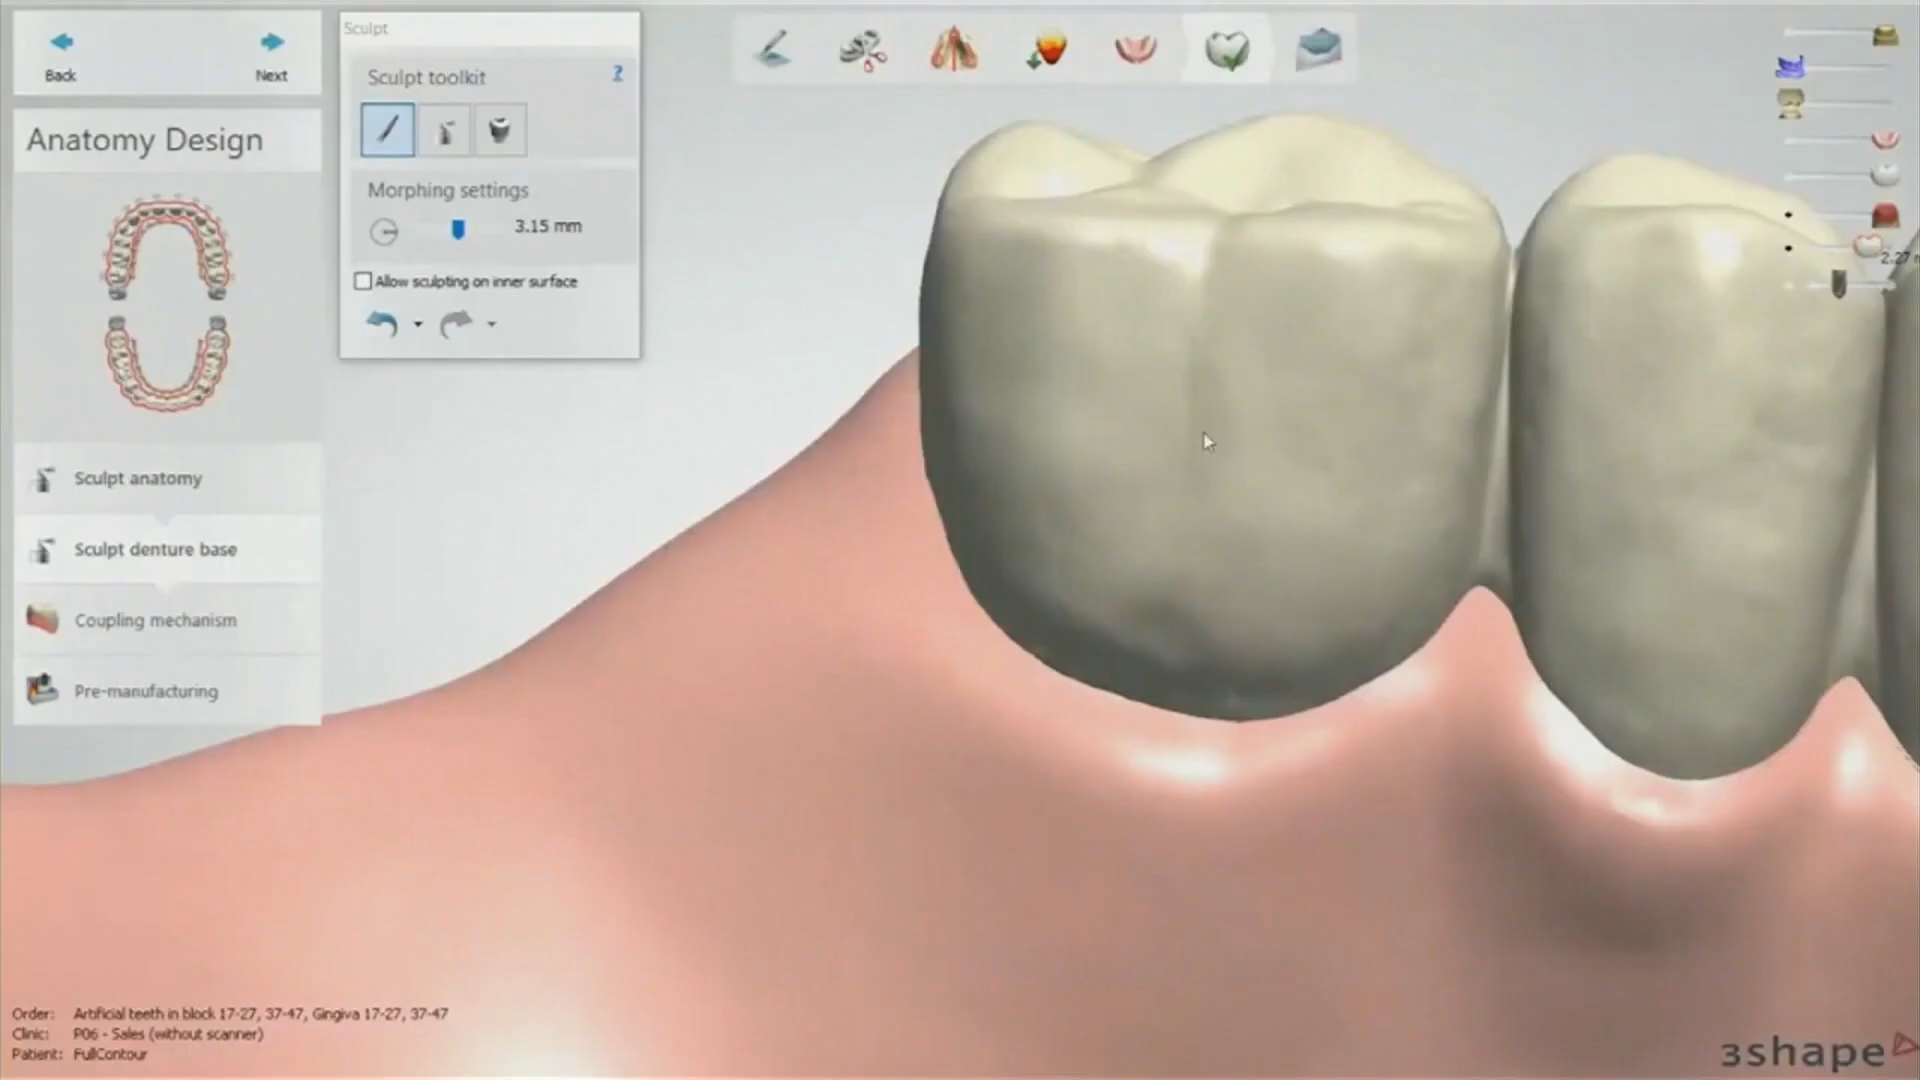 Back
Next
Anatomy Design
Sculpt anatomy
Sculpt denture base
Coupling mechanism
Pre-manufacturing
Sculpt
Sculpt toolkit
?
Morphing settings
3.15 mm
Allow sculpting on inner surface
2.27
Order: Artificial teeth in block 17-27, 37-47, Gingiva 17-27, 37-47
Clinic: P06 - Sales (without scanner)
Patient: FullContour
3shape